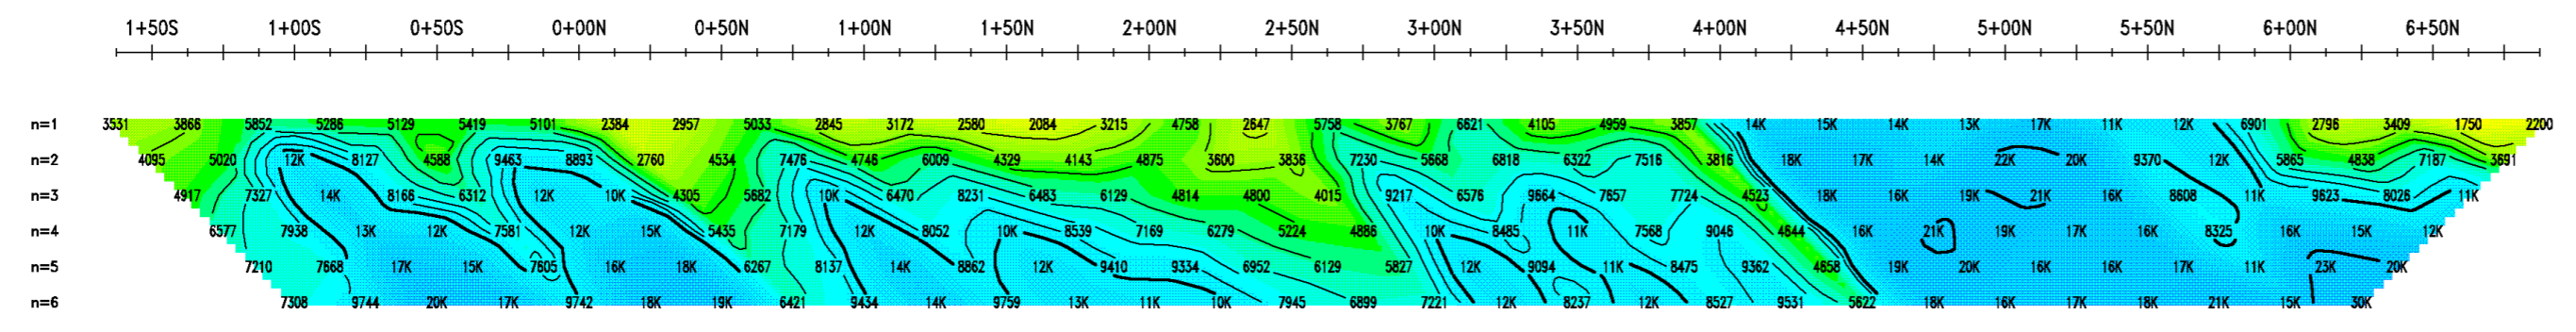 1+50S 1+00S 0+50S 0+00N 0+50N 1+00N 1+50N 2+00N 2+50N 3+00N 3+50N 4+00N 4+50N 5+00N 5+50N 6+00N 6+50N
n=1 3531 3866 5852 5286 5129 5419 5101 2384 2957 5033 2845 3172 2580 2084 3215 4758 2647 5758 3767 6621 4105 4959 3857 14K 15K 14K 13K 17K 11K 12K 6901 2796 3409 1750 2200
n=2 4095 5020 12K 8127 4588 9463 8893 2760 4534 7476 4746 6009 4329 4143 4875 3600 3836 7230 5668 6818 6322 7516 3816 18K 17K 14K 22K 20K 9370 12K 5865 4838 7187 3691
n=3 4917 7327 14K 8166 6312 12K 10K 4305 5682 10K 6470 8231 6483 6129 4814 4800 4015 9217 6576 9664 7657 7724 4523 18K 16K 19K 21K 16K 8608 11K 9623 8026 11K
n=4 6577 7938 13K 12K 7581 12K 15K 5435 7179 12K 8052 10K 8539 7169 6279 5224 4886 10K 8485 11K 7568 9046 4644 16K 21K 19K 17K 16K 8325 16K 15K 12K
n=5 7210 7668 17K 15K 7605 16K 18K 6267 8137 14K 8862 12K 9410 9334 6952 6129 5827 12K 9094 11K 8475 9362 4658 19K 20K 16K 16K 17K 11K 23K 20K
n=6 7308 9744 20K 17K 9742 18K 19K 6421 9434 14K 9759 13K 11K 10K 7945 6899 7221 12K 8237 12K 8527 9531 5622 18K 16K 17K 18K 21K 15K 30K